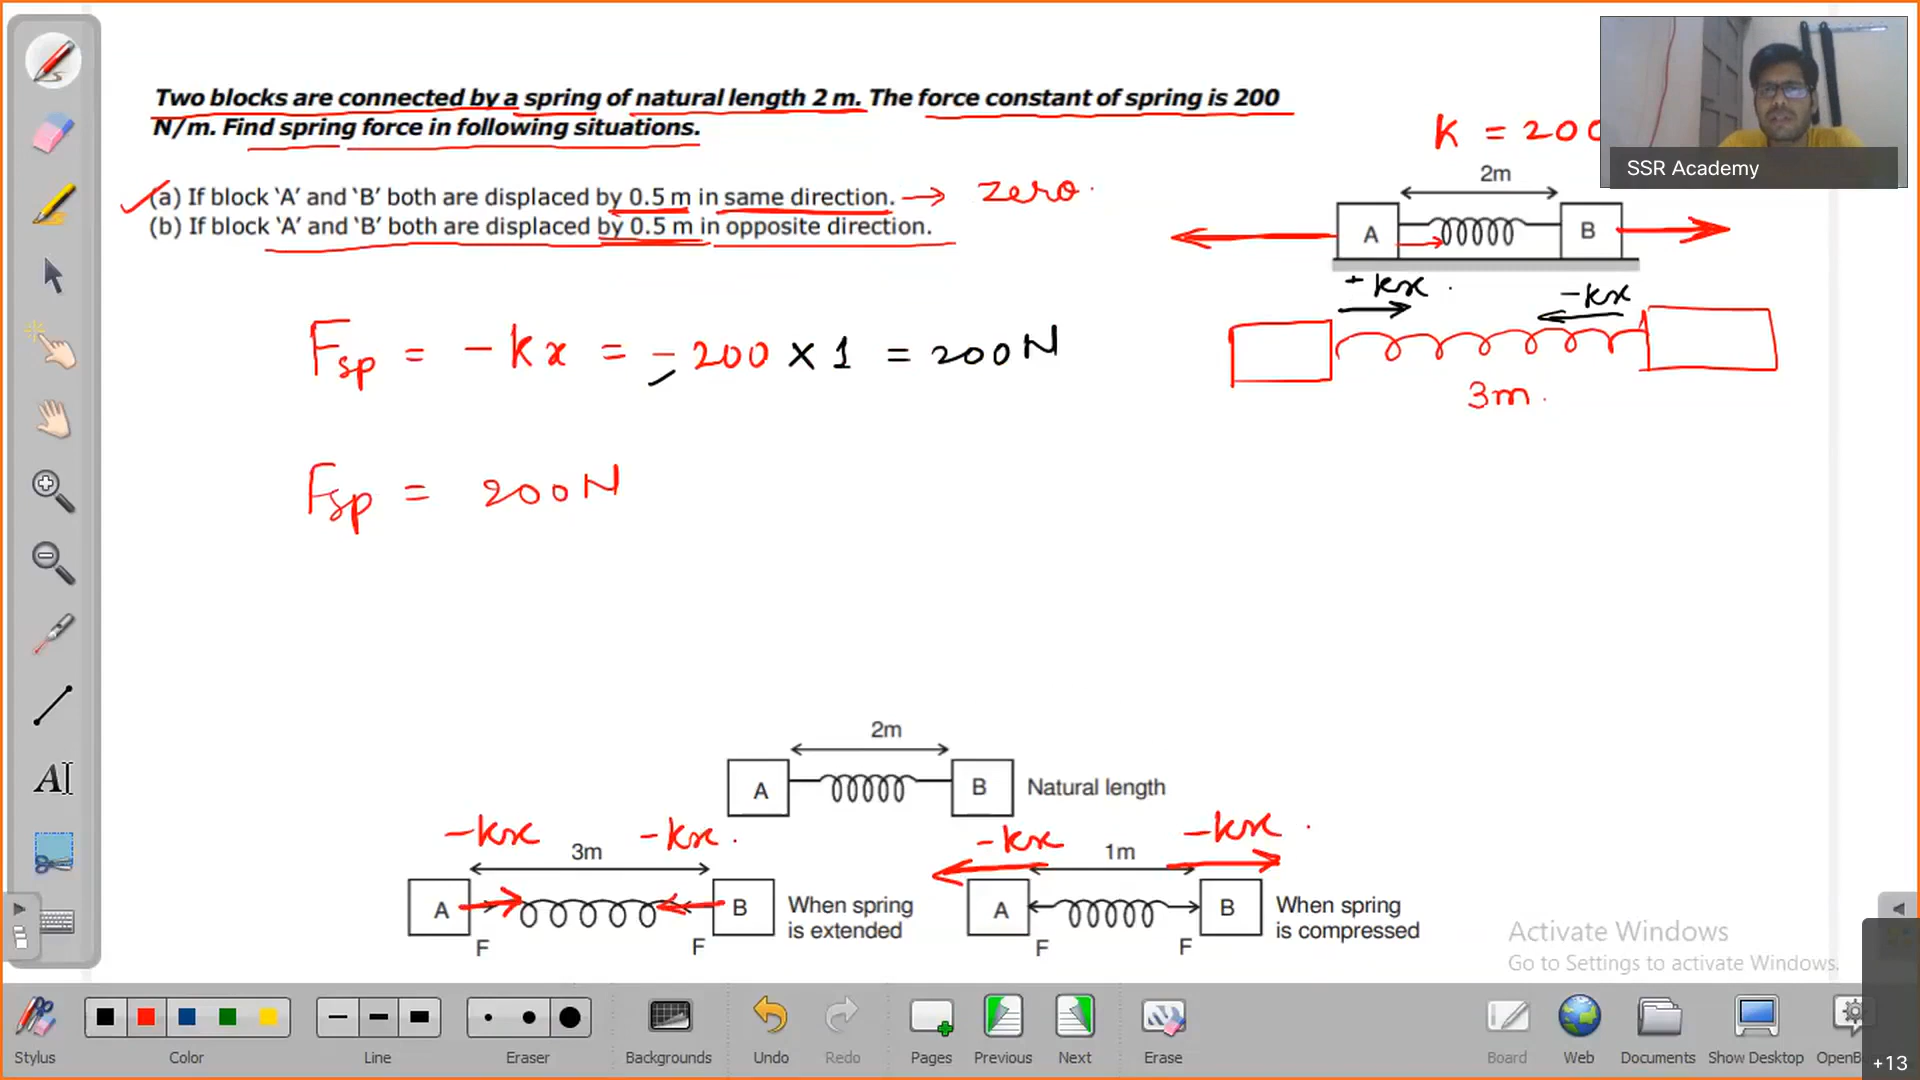 Two blocks are connected by a spring of natural length 2 m. The force constant of spring is 200
N/m. Find spring force in following situations.
K = 200
SSR Academy
(a) If block ‘A’ and ‘B’ both are displaced by 0.5 m in same direction. → zero.
(b) If block ‘A’ and ‘B’ both are displaced by 0.5 m in opposite direction.
2m
A
B
+kx
-kx
Fsp = -kx = -200 × 1 = 200 N
3m.
Fsp = 200 N
2m
A
B
Natural length
-kx
-kx
3m
A
B
F
F
When spring
is extended
-kx
-kx
1m
A
B
F
F
When spring
is compressed
Activate Windows
Go to Settings to activate Windows.
Stylus
Color
Line
Eraser
Backgrounds
Undo
Redo
Pages
Previous
Next
Erase
Board
Web
Documents
Show Desktop
OpenB
+13